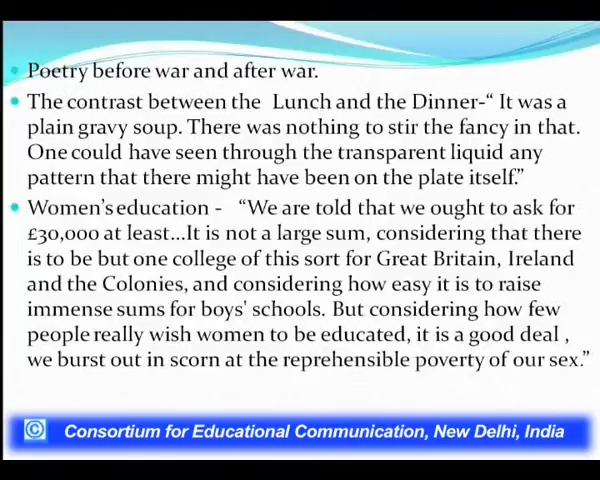 Poetry before war and after war.
The contrast between the Lunch and the Dinner-“ It was a
plain gravy soup. There was nothing to stir the fancy in that.
One could have seen through the transparent liquid any
pattern that there might have been on the plate itself.”
Women's education - “We are told that we ought to ask for
£30,000 at least...It is not a large sum, considering that there
is to be but one college of this sort for Great Britain, Ireland
and the Colonies, and considering how easy it is to raise
immense sums for boys' schools. But considering how few
people really wish women to be educated, it is a good deal ,
we burst out in scorn at the reprehensible poverty of our sex.”
© Consortium for Educational Communication, New Delhi, India